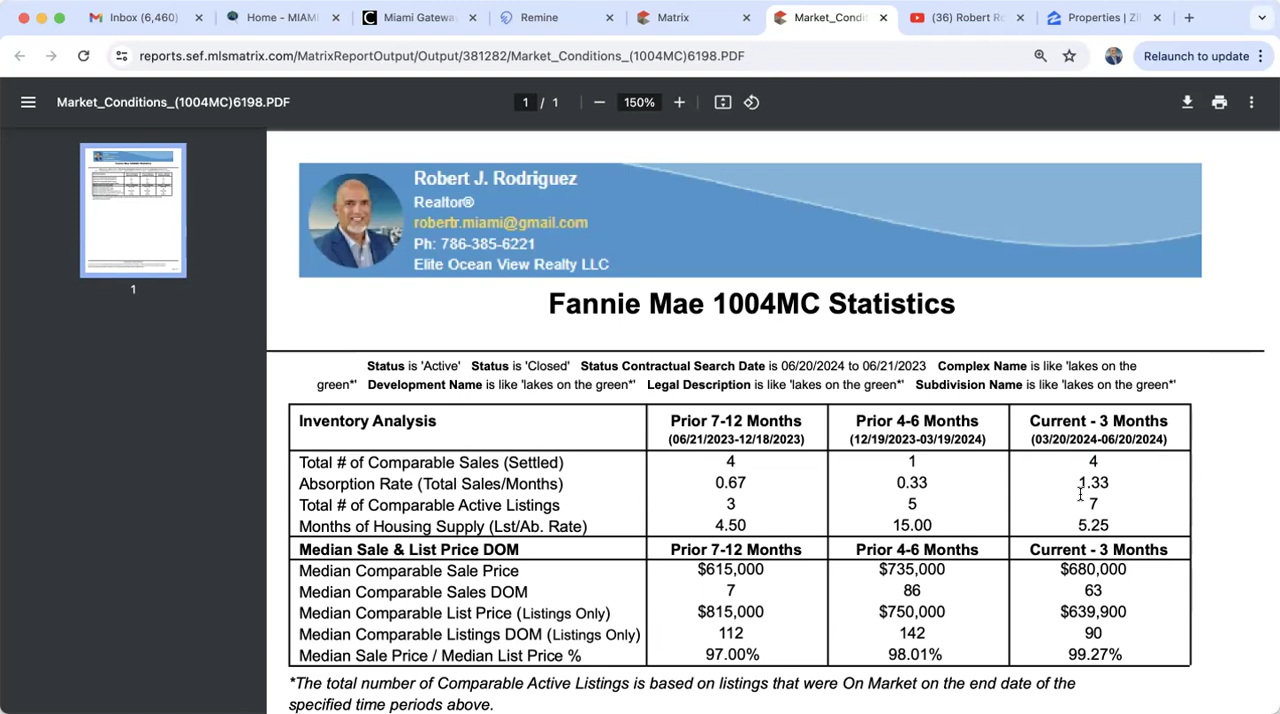 Inbox (6,460)
Home - MIAMI
Miami Gateway
Remine
Matrix
Market_Condi
(36) Robert Ro
Properties | Zil
reports.sef.mlsmatrix.com/MatrixReportOutput/Output/381282/Market_Conditions_(1004MC)6198.PDF
Relaunch to update
Market_Conditions_(1004MC)6198.PDF
1 / 1
150%
1
Robert J. Rodriguez
Realtor®
robertr.miami@gmail.com
Ph: 786-385-6221
Elite Ocean View Realty LLC
Fannie Mae 1004MC Statistics
Status is 'Active' Status is 'Closed' Status Contractual Search Date is 06/20/2024 to 06/21/2023 Complex Name is like 'lakes on the
green*' Development Name is like 'lakes on the green*' Legal Description is like 'lakes on the green*' Subdivision Name is like 'lakes on the green*'
Inventory Analysis Prior 7-12 Months Prior 4-6 Months Current - 3 Months
(06/21/2023-12/18/2023) (12/19/2023-03/19/2024) (03/20/2024-06/20/2024)
Total # of Comparable Sales (Settled) 4 1 4
Absorption Rate (Total Sales/Months) 0.67 0.33 1.33
Total # of Comparable Active Listings 3 5 7
Months of Housing Supply (Lst/Ab. Rate) 4.50 15.00 5.25
Median Sale & List Price DOM Prior 7-12 Months Prior 4-6 Months Current - 3 Months
Median Comparable Sale Price $615,000 $735,000 $680,000
Median Comparable Sales DOM 7 86 63
Median Comparable List Price (Listings Only) $815,000 $750,000 $639,900
Median Comparable Listings DOM (Listings Only) 112 142 90
Median Sale Price / Median List Price % 97.00% 98.01% 99.27%
*The total number of Comparable Active Listings is based on listings that were On Market on the end date of the
specified time periods above.